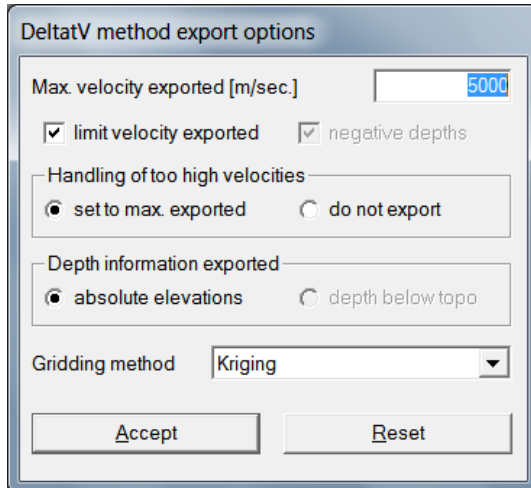 DeltatV method export options
Max. velocity exported [m/sec.] 5000
limit velocity exported negative depths
Handling of too high velocities
set to max. exported do not export
Depth information exported
absolute elevations depth below topo
Gridding method Kriging
Accept Reset